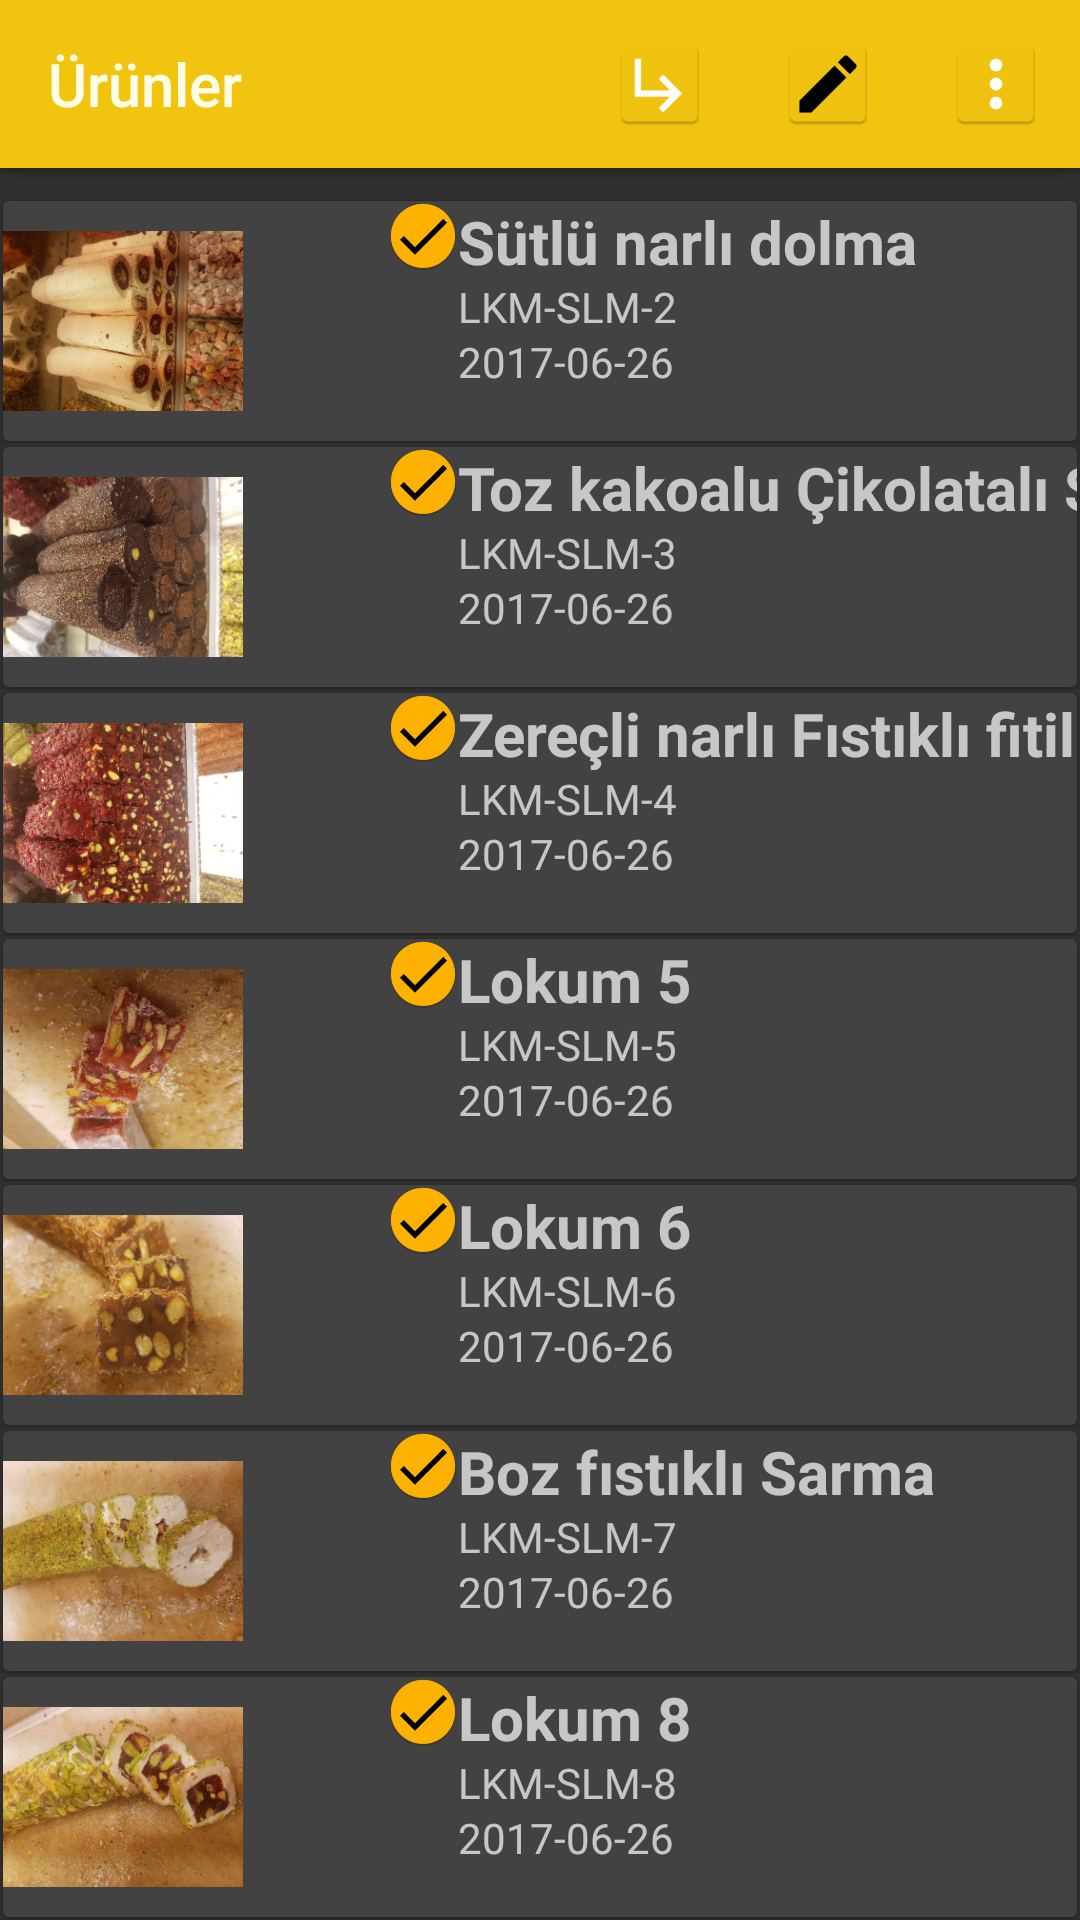 Ürünler
Sütlü narlı dolma
LKM-SLM-2
2017-06-26
Toz kakoalu Çikolatalı S
LKM-SLM-3
2017-06-26
Zereçli narlı Fıstıklı fitil
LKM-SLM-4
2017-06-26
Lokum 5
LKM-SLM-5
2017-06-26
Lokum 6
LKM-SLM-6
2017-06-26
Boz fıstıklı Sarma
LKM-SLM-7
2017-06-26
Lokum 8
LKM-SLM-8
2017-06-26